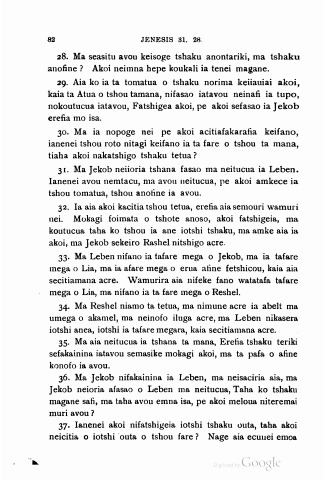 82 JENESIS 31, 28.
28. Ma seasitu avou keisoge tshaku anontariki, ma tshaku
anofine? Akoi neimna hepe koukali ia tenei magane.
29. Aia ko ia ta tomatua o tshaku norima keiiauiai akoi,
kaia ta Atua o tshou tamana, nifasao iatavou neinafi ia tupo,
nokoutucua iatavou, Fatshigea akoi, pe akoi sefasao ia Jekob
erefia mo isa.
30. Ma ia nopoge nei pe akoi acitiafakarafia keifano,
ianenei tshou roto nitagi keifano ia ta fare o tshou ta mana,
tiaha akoi nakatshigo tshaku tetua?
31. Ma Jekob neiioria tshana fasao ma neitucua ia Leben.
Ianenei avou nemtacu, ma avou neitucua, pe akoi amkece ia
tshou tomatua, tshou anofine ia avou.
32. Ia aia akoi kacitia tshou tetua, erefia aia semouri wamuri
nei. Mokagi foimata o tshote anoso, akoi fatshigeia, ma
koutucua taha ko tshou ia ane iotshi tshaku, ma amke aia ia
akoi, ma Jekob sekeiro Rashel nitshigo acre.
33. Ma Leben nifano ia tafare mega o Jekob, ma ia tafare
mega o Lia, ma ia afare mega o erua afine fetshicou, kaia aia
secitiamana acre. Wamurira aia nifeke fano watatafa tafare
mega o Lia, ma nifano ia ta fare mega o Reshel.
34. Ma Reshel niamo ta tetua, ma nimune acre ia abelt ma
umega o akamel, ma neinofo iluga acre, ma Leben nikasera
iotshi anea, iotshi ia tafare megara, kaia secitiamana acre.
35. Ma aia neitucua ia tshana ta mana, Erefia tshaku teriki
sefakainina iatavou semasike mokagi akoi, ma ta pafa o afine
konofo ia avou.
36. Ma Jekob nifakainina ia Leben, ma neisaciria aia, ma
Jekob neioria afasao o Leben ma neitucua, Taha ko tshaku
magane safi, ma taha avou emna isa, pe akoi meloua niteremai
muri avou?
37. Ianenei akoi nifatshigeia iotshi tshaku outa, taha akoi
neicitia o iotshi outa o tshou fare? Nage aia ecunei emoa
Digitized by Google